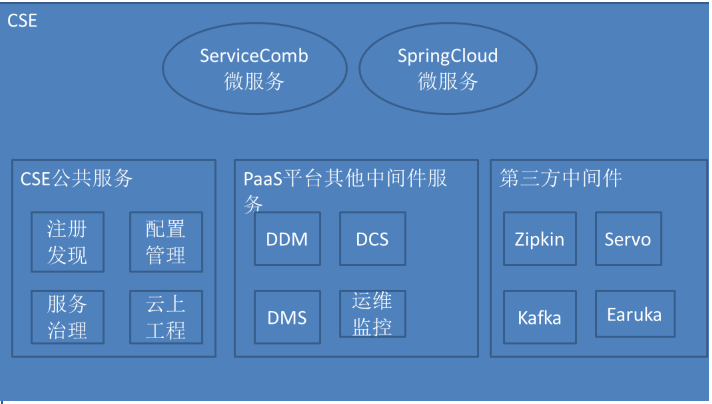 CSE
ServiceComb
微服务
SpringCloud
微服务
CSE公共服务
注册
发现
配置
管理
服务
治理
云上
工程
PaaS平台其他中间件服
务
DDM
DCS
DMS
运维
监控
第三方中间件
Zipkin
Servo
Kafka
Earuka